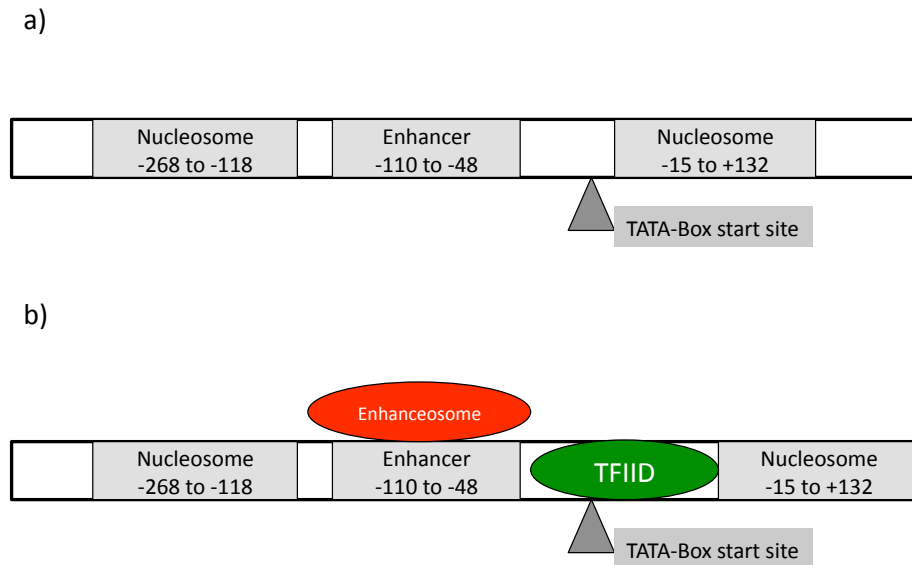 a)
Nucleosome
-268 to -118
Enhancer
-110 to -48
Nucleosome
-15 to +132
TATA-Box start site
b)
Enhanceosome
Nucleosome
-268 to -118
Enhancer
-110 to -48
TFIID
Nucleosome
-15 to +132
TATA-Box start site